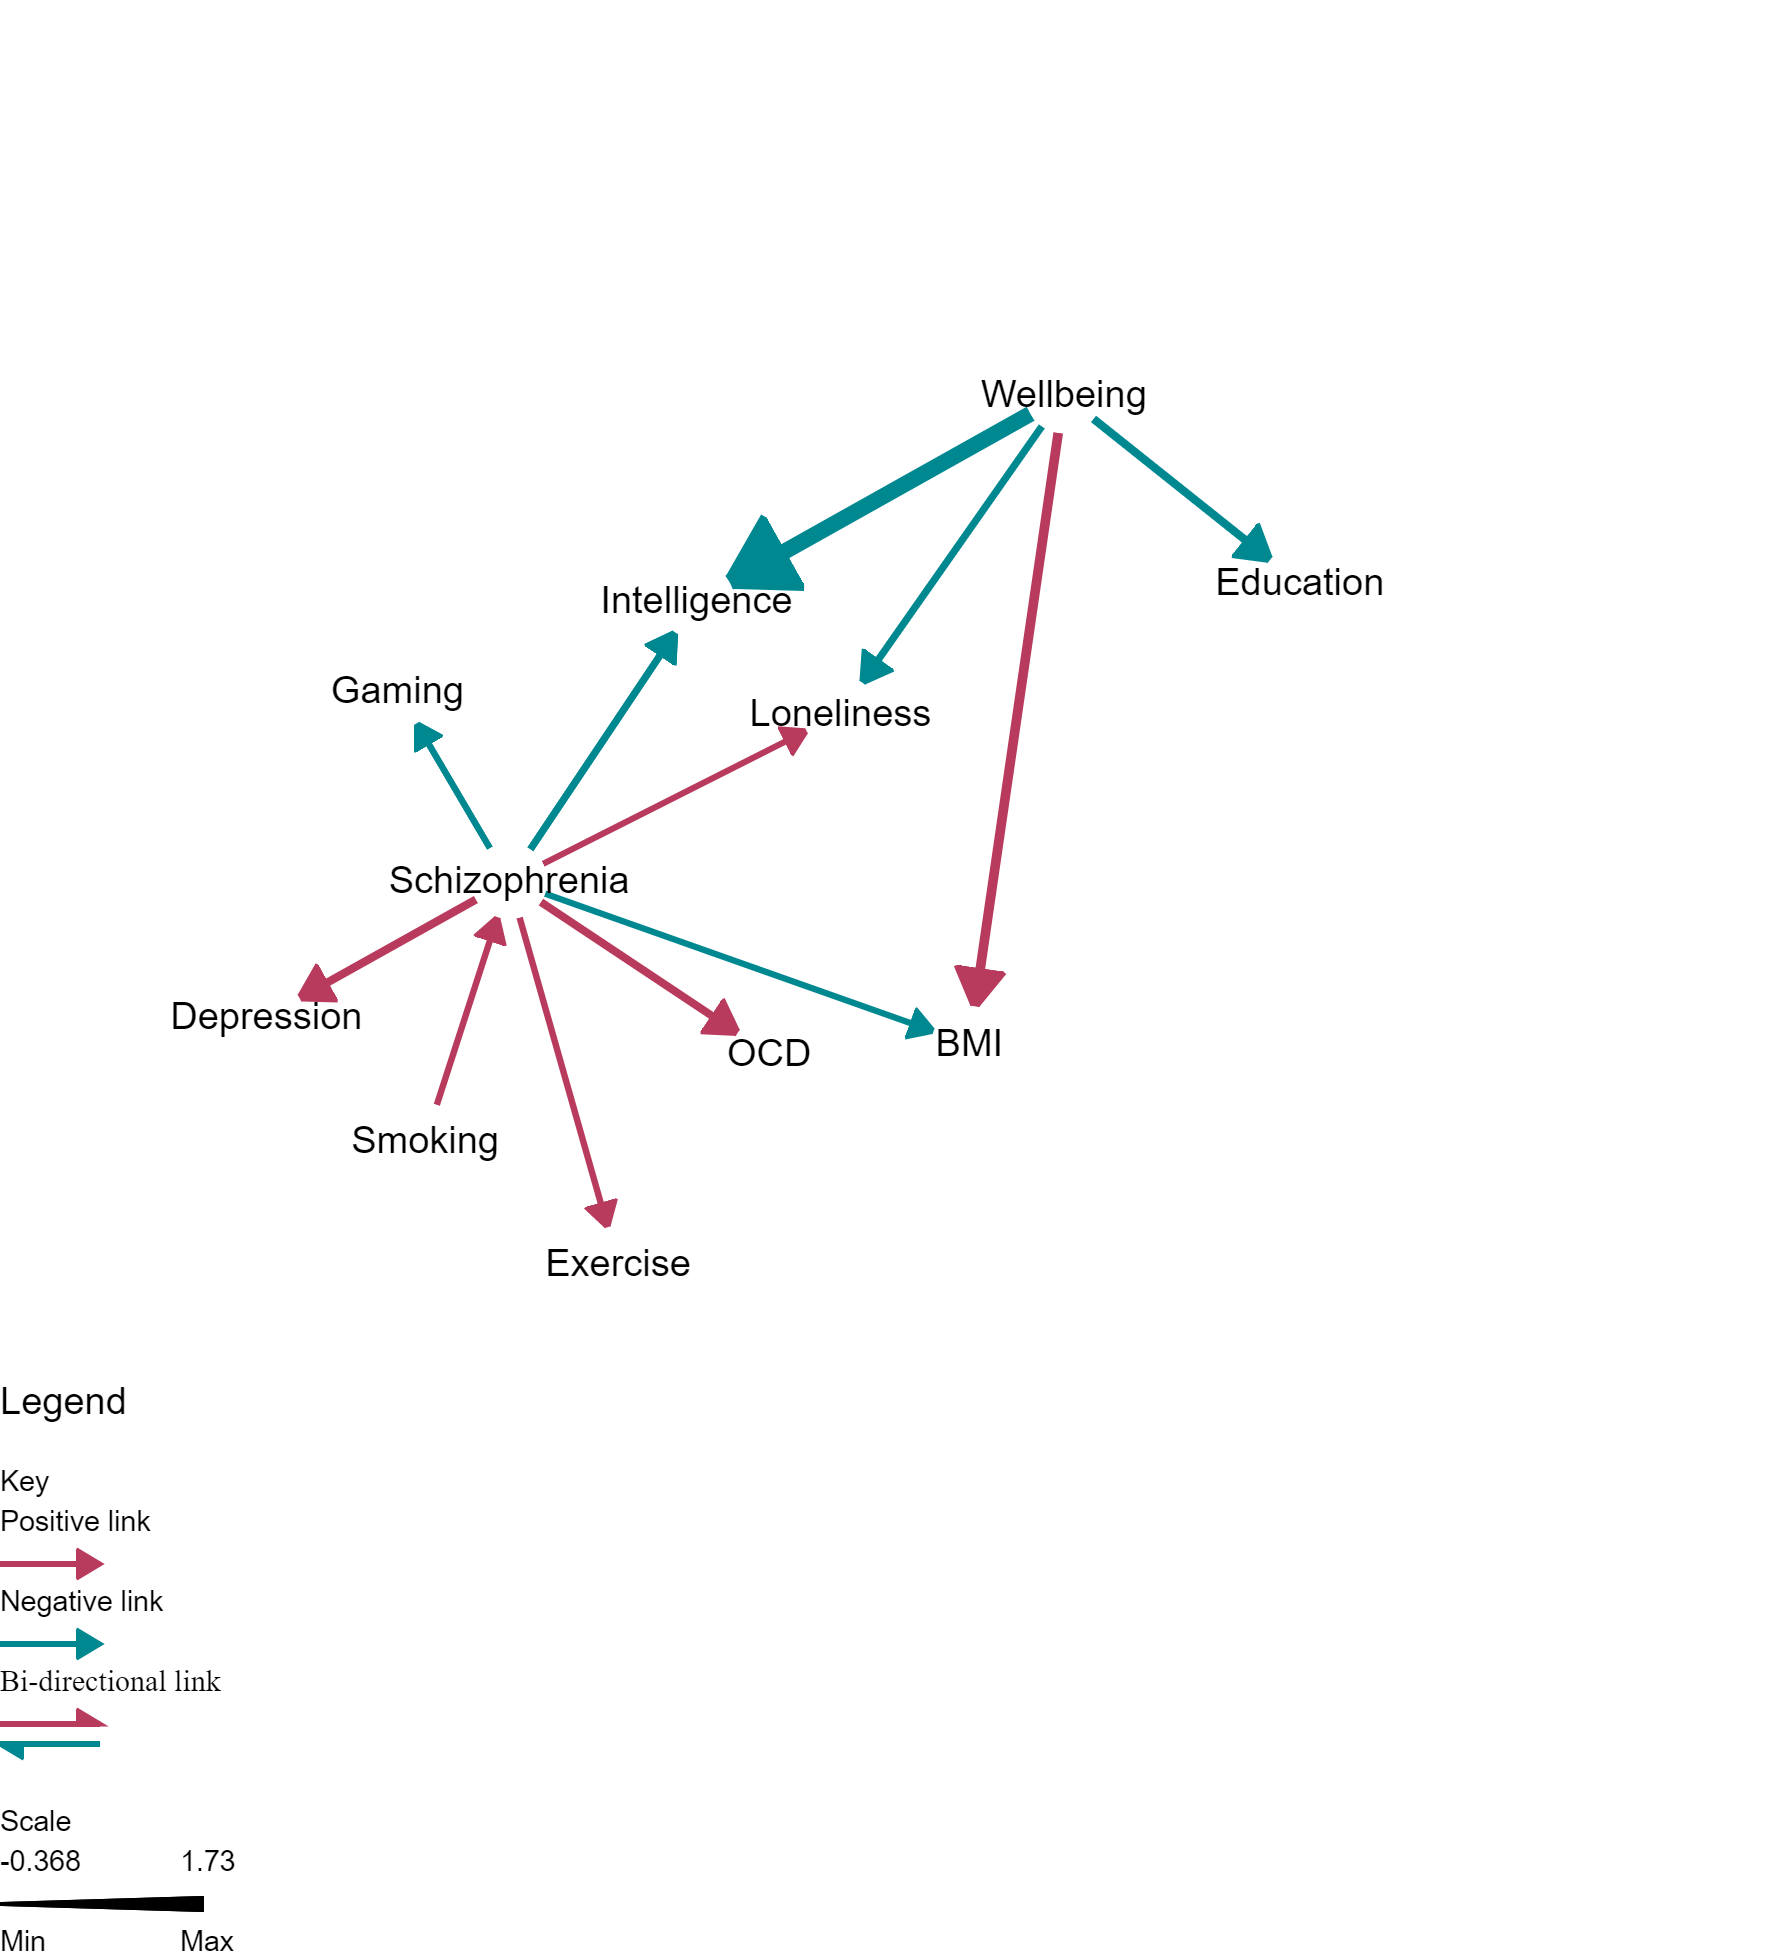 Wellbeing
Education
Intelligence
Gaming
Loneliness
Schizophrenia
Depression
OCD
BMI
Smoking
Exercise
Legend
Key
Positive link
Negative link
Bi-directional link
Scale
-0.368 1.73
Min Max